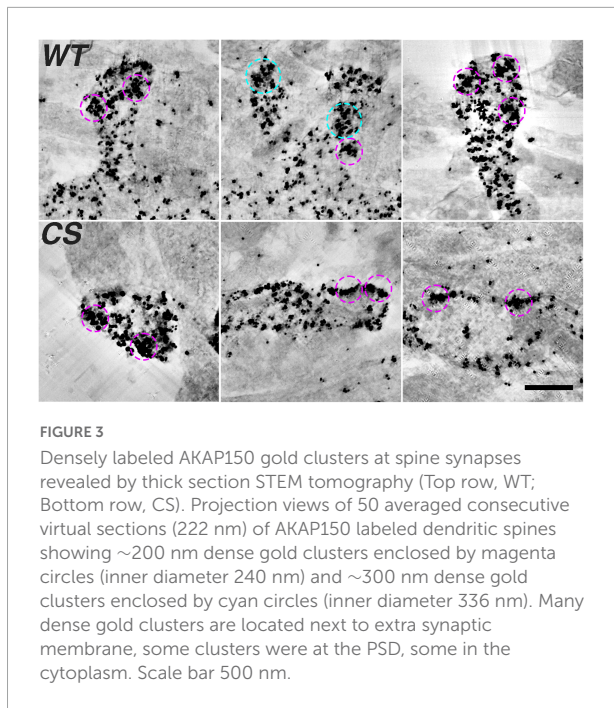 WT
CS
FIGURE 3
Densely labeled AKAP150 gold clusters at spine synapses
revealed by thick section STEM tomography (Top row, WT;
Bottom row, CS). Projection views of 50 averaged consecutive
virtual sections (222 nm) of AKAP150 labeled dendritic spines
showing ~200 nm dense gold clusters enclosed by magenta
circles (inner diameter 240 nm) and ~300 nm dense gold
clusters enclosed by cyan circles (inner diameter 336 nm). Many
dense gold clusters are located next to extra synaptic
membrane, some clusters were at the PSD, some in the
cytoplasm. Scale bar 500 nm.